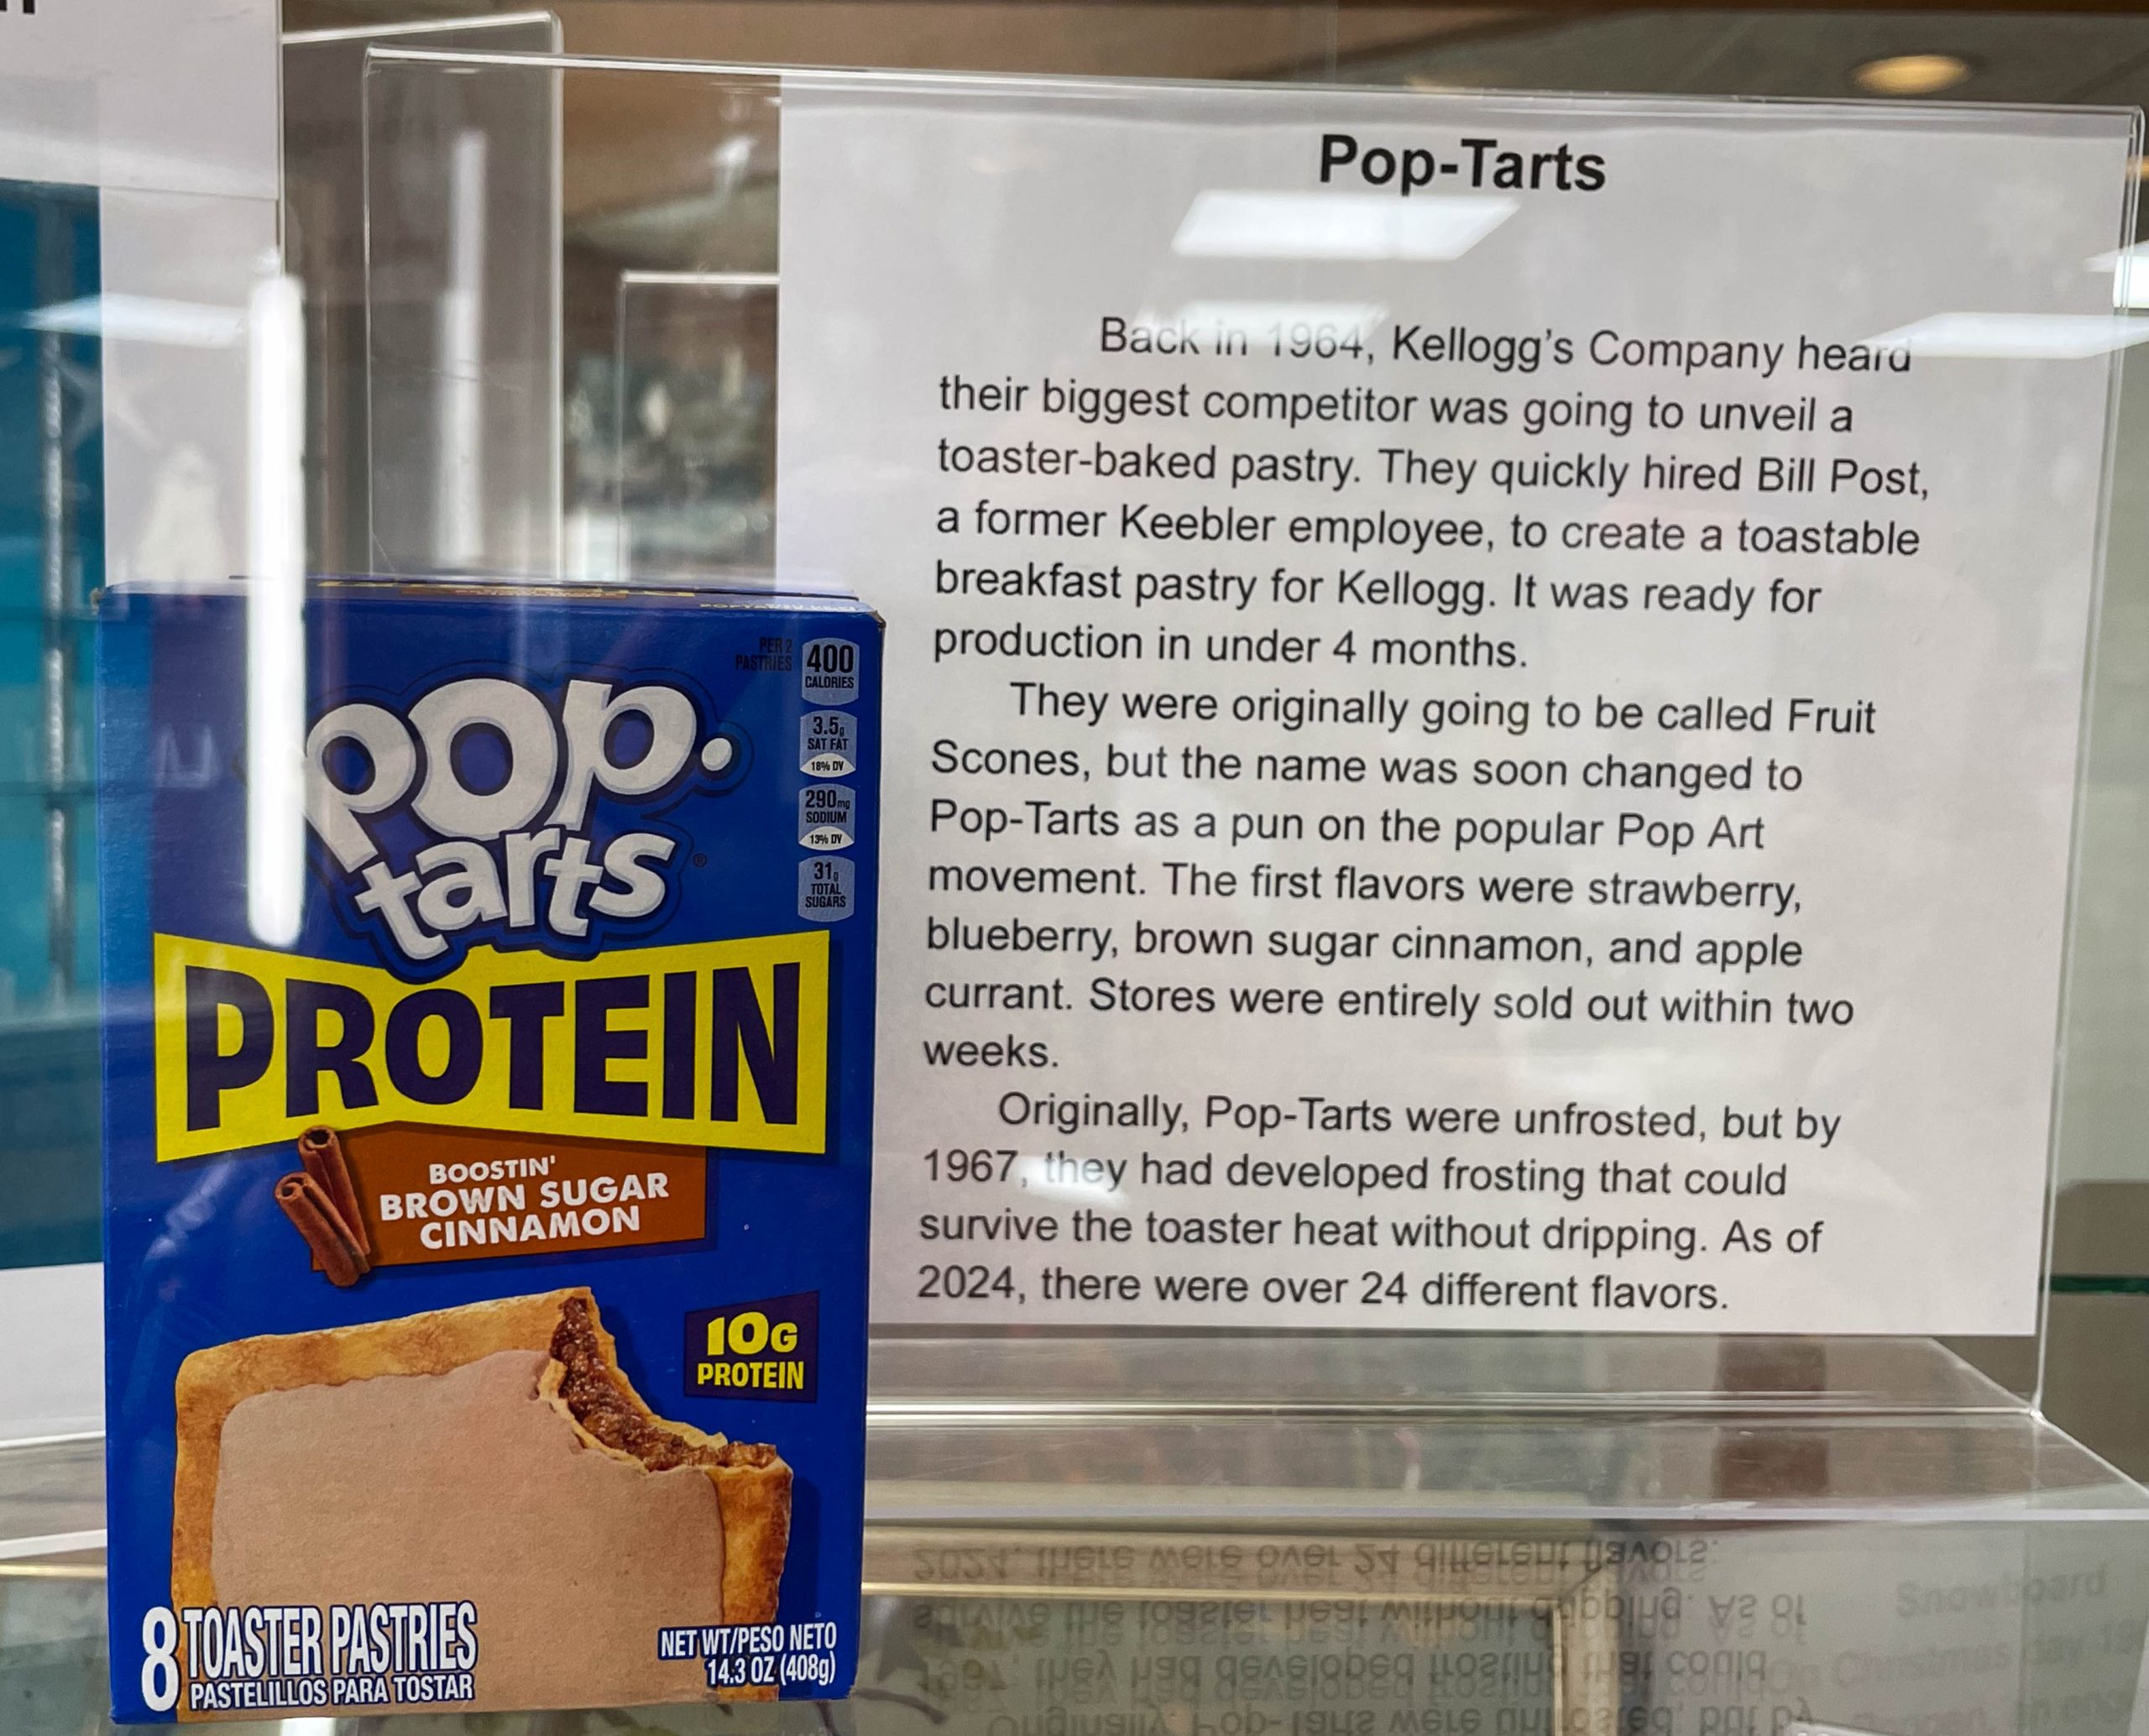 Pop-Tarts
Back in 1964, Kellogg's Company heard
their biggest competitor was going to unveil a
toaster-baked pastry. They quickly hired Bill Post,
a former Keebler employee, to create a toastable
breakfast pastry for Kellogg. It was ready for
production in under 4 months.
They were originally going to be called Fruit
Scones, but the name was soon changed to
Pop-Tarts as a pun on the popular Pop Art
movement. The first flavors were strawberry,
blueberry, brown sugar cinnamon, and apple
currant. Stores were entirely sold out within two
weeks.
Originally, Pop-Tarts were unfrosted, but by
1967, they had developed frosting that could
survive the toaster heat without dripping. As of
2024, there were over 24 different flavors.
PER 2
PASTRIES
400
CALORIES
3.5g
SAT FAT
18% DV
290mg
SODIUM
13% DV
31g
TOTAL
SUGARS
pop.
tarts®
PROTEIN
BOOSTIN'
BROWN SUGAR
CINNAMON
10G
PROTEIN
8 TOASTER PASTRIES
PASTELILLOS PARA TOSTAR
NET WT/PESO NETO
14.3 OZ (408g)
Snowboard